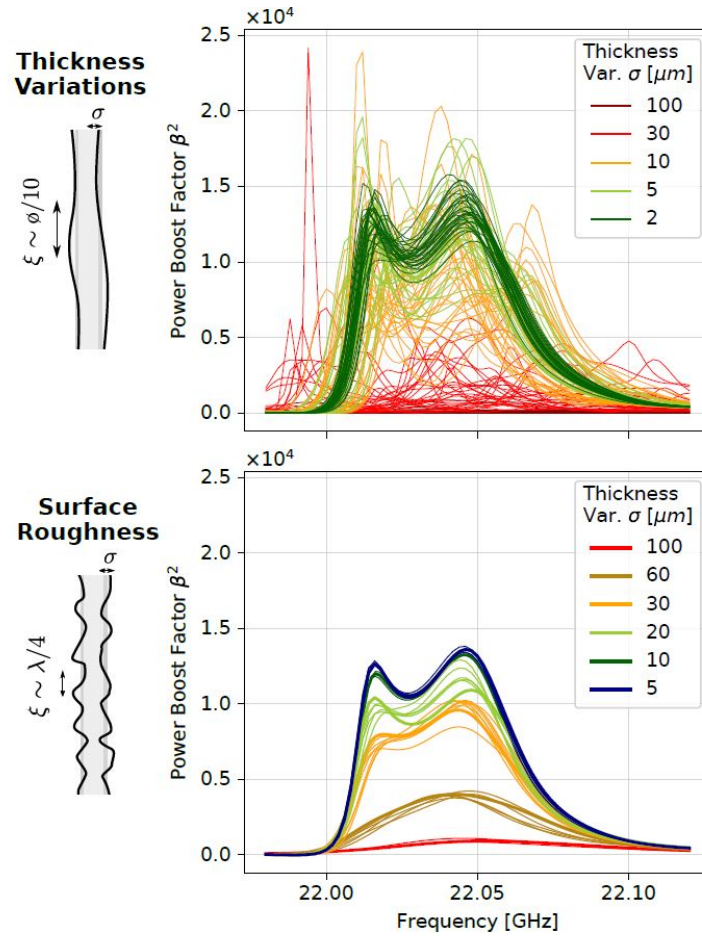 Thickness
Variations
σ
ξ ~ ø/10
×10⁴
2.5
2.0
1.5
1.0
0.5
0.0
Power Boost Factor β²
Thickness
Var. σ [μm]
100
30
10
5
2
Surface
Roughness
σ
ξ ~ λ/4
×10⁴
2.5
2.0
1.5
1.0
0.5
0.0
Power Boost Factor β²
Thickness
Var. σ [μm]
100
60
30
20
10
5
22.00 22.05 22.10
Frequency [GHz]